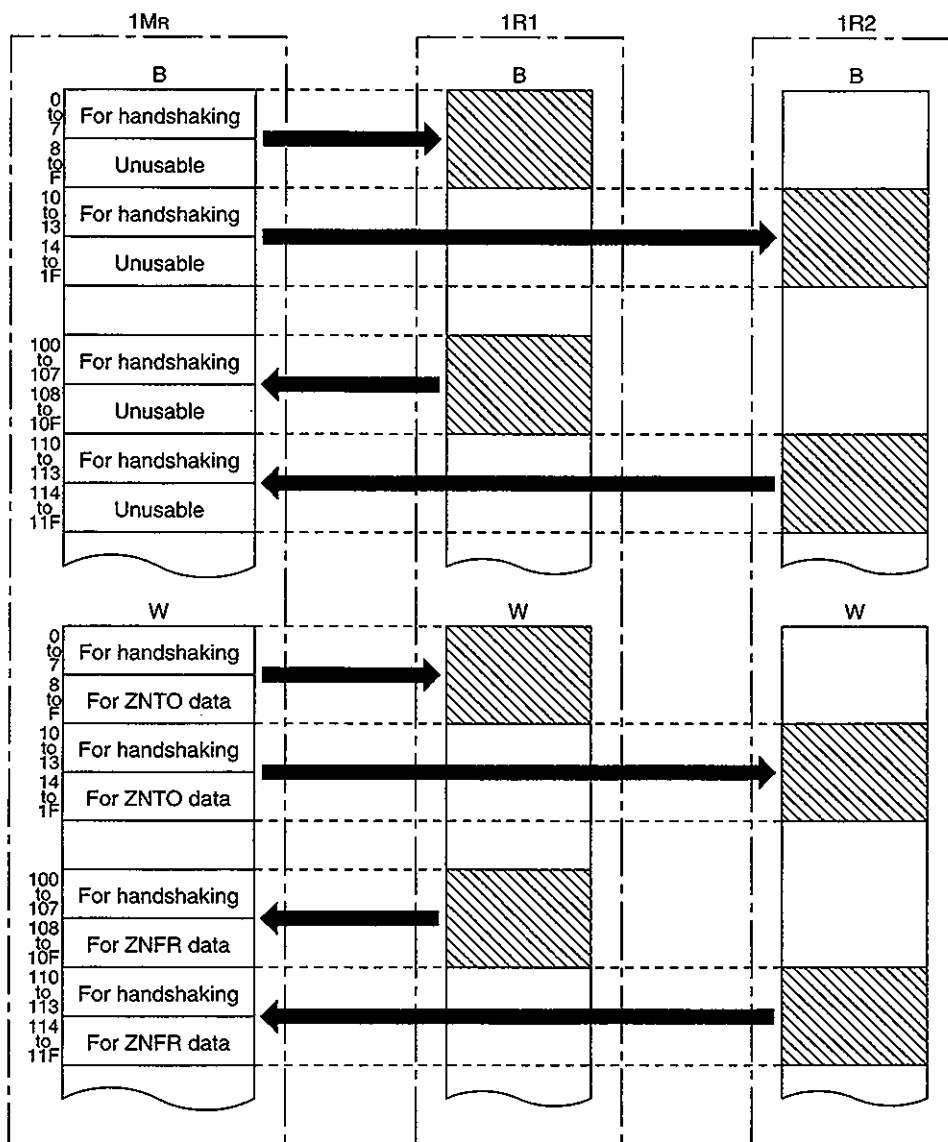 1MR 1R1 1R2
B B B
0 to 7 For handshaking
8 to F Unusable
10 to 13 For handshaking
14 to 1F Unusable
100 to 107 For handshaking
108 to 10F Unusable
110 to 113 For handshaking
114 to 11F Unusable
W W W
0 to 7 For handshaking
8 to F For ZNTO data
10 to 13 For handshaking
14 to 1F For ZNTO data
100 to 107 For handshaking
108 to 10F For ZNFR data
110 to 113 For handshaking
114 to 11F For ZNFR data